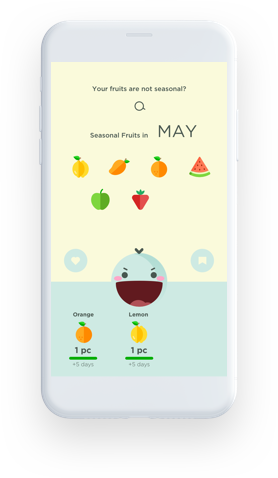 Your fruits are not seasonal?
Seasonal Fruits in MAY
Orange Lemon
1 pc 1 pc
+5 days +5 days